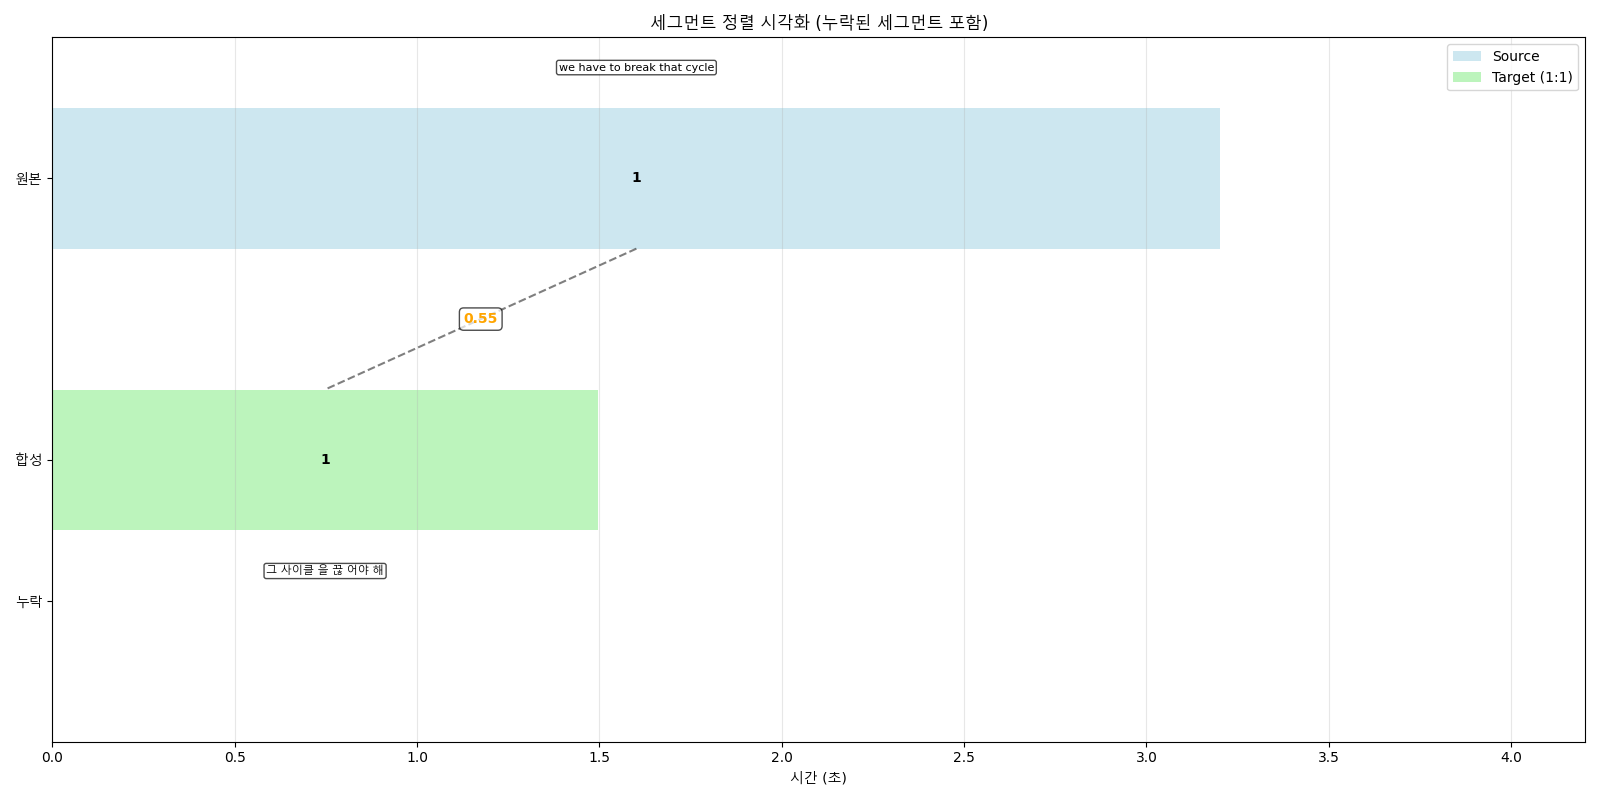 세그먼트 정렬 시각화 (누락된 세그먼트 포함)
we have to break that cycle
Source
Target (1:1)
원본
1
0.55
합성
1
그 사이클 을 끊 어야 해
누락
0.0 0.5 1.0 1.5 2.0 2.5 3.0 3.5 4.0
시간 (초)